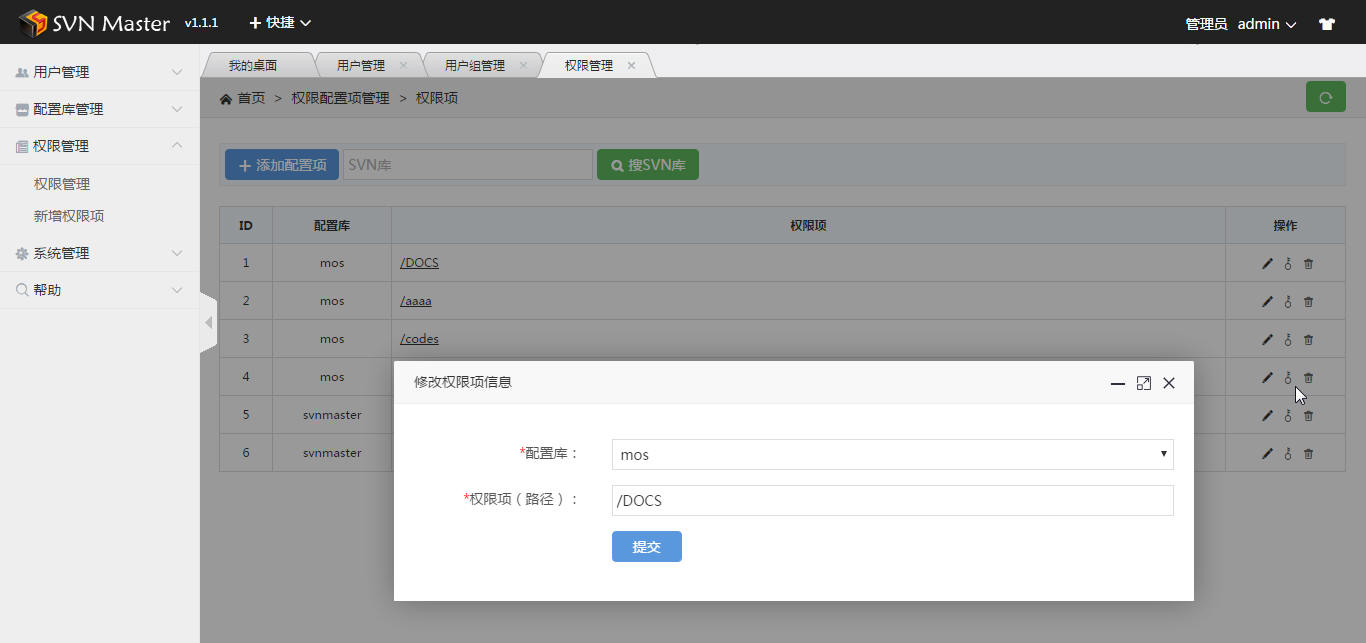 SVN Master v1.1.1 + 快捷 管理员 admin
我的桌面 用户管理 用户组管理 权限管理
用户管理
配置库管理
权限管理
权限管理
新增权限项
系统管理
帮助
首页 > 权限配置项管理 > 权限项
+ 添加配置项 SVN库 搜SVN库
ID 配置库 权限项 操作
1 mos /DOCS
2 mos /aaaa
3 mos /codes
4 mos
5 svnmaster
6 svnmaster
修改权限项信息
*配置库： mos
*权限项（路径）： /DOCS
提交